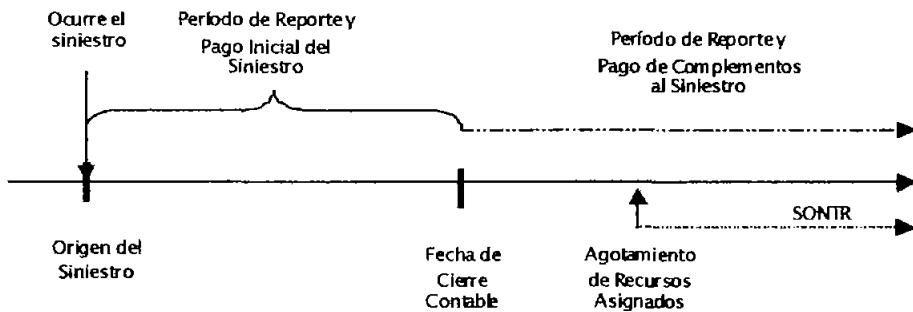 Ocurre el
siniestro
Período de Reporte y
Pago Inicial del
Siniestro
Período de Reporte y
Pago de Complementos
al Siniestro
SONTR
Origen del
Siniestro
Fecha de
Cierre
Contable
Agotamiento
de Recursos
Asignados